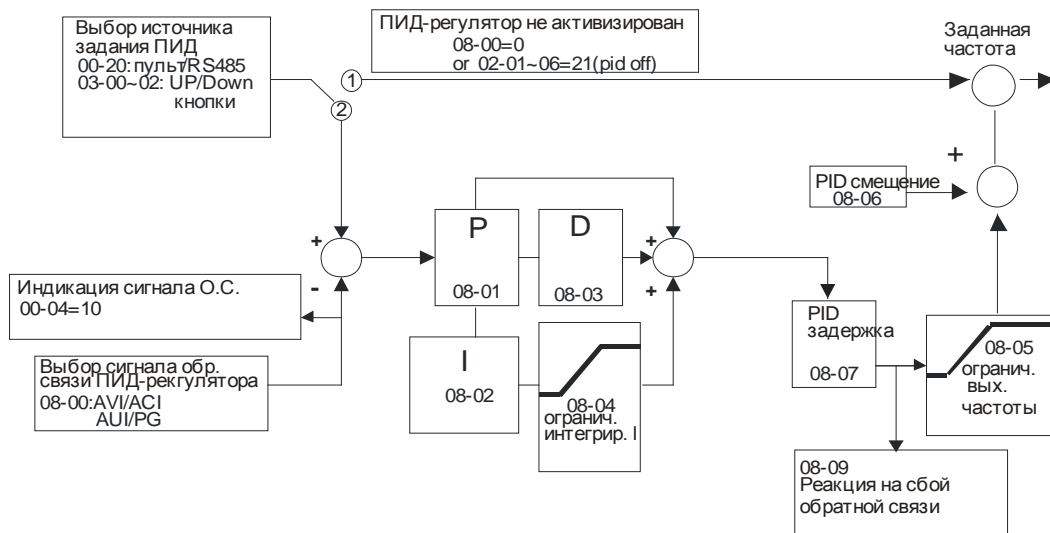 Выбор источника
задания ПИД
00-20: пульт/RS485
03-00~02: UP/Down
кнопки
ПИД-регулятор не активизирован
08-00=0
or 02-01~06=21(pid off)
Заданная
частота
1
2
+
PID смещение
08-06
P
08-01
D
08-03
+
-
+
+
Индикация сигнала О.С.
00-04=10
PID
задержка
08-07
08-05
огранич.
вых.
частоты
Выбор сигнала обр.
связи ПИД-рекгулятора
08-00:AVI/ACI
AUI/PG
I
08-02
08-04
огранич.
интегрир. I
08-09
Реакция на сбой
обратной связи